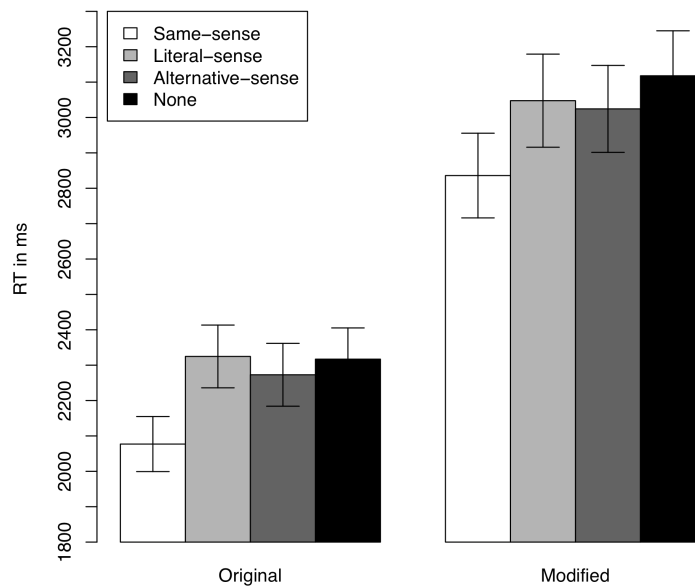 Same−sense
Literal−sense
Alternative−sense
None
RT in ms
3200
3000
2800
2600
2400
2200
2000
1800
Original
Modified